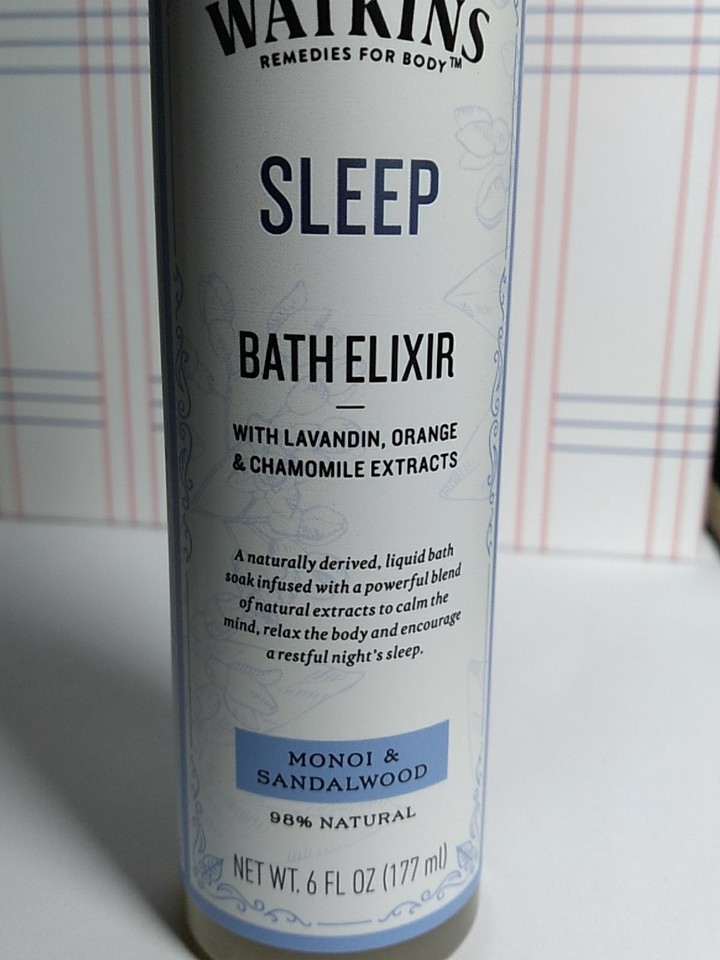 WATKINS
REMEDIES FOR BODY™
SLEEP
BATH ELIXIR
WITH LAVANDIN, ORANGE
& CHAMOMILE EXTRACTS
A naturally derived, liquid bath
soak infused with a powerful blend
of natural extracts to calm the
mind, relax the body and encourage
a restful night's sleep.
MONOI &
SANDALWOOD
98% NATURAL
NET WT. 6 FL OZ (177 ml)